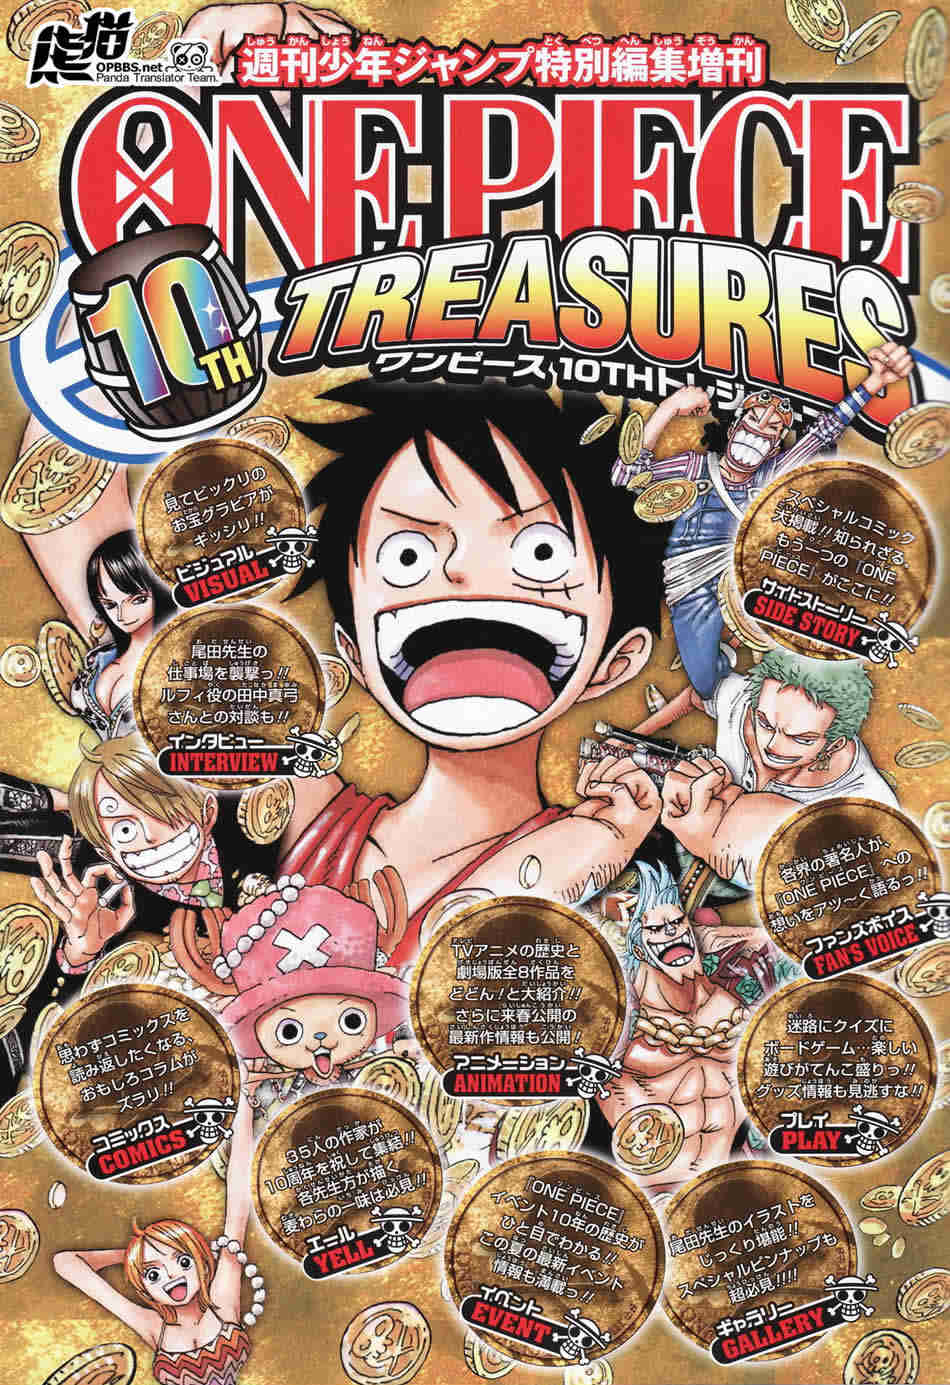 熊猫
OPBBS.net
Panda Translator Team.
週刊少年ジャンプ特別編集増刊
ONE PIECE
10TH
TREASURES
ワンピース 10THトレジャーズ
見てビックリの
お宝グラビアが
ギッシリ!!
ビジュアル
VISUAL
スペシャルコミック
大掲載!! 知られざる
もう一つの『ONE
PIECE』がここに!!
サイドストーリー
SIDE STORY
尾田先生の
仕事場を襲撃っ!!
ルフィ役の田中真弓
さんとの対談も!!
インタビュー
INTERVIEW
各界の著名人が、
『ONE PIECE』への
想いをアツ〜く語るっ!!
ファンズボイス
FAN'S VOICE
TVアニメの歴史と
劇場版全8作品を
どどん!と大紹介!!
さらに来春公開の
最新作情報も公開!
アニメーション
ANIMATION
思わずコミックスを
読み返したくなる、
おもしろコラムが
ズラリ!!
コミックス
COMICS
迷路にクイズに
ボードゲーム…楽しい
遊びがてんこ盛りっ!!
グッズ情報も見逃すな!!
プレイ
PLAY
35人の作家が
10周年を祝して集結!!
各先生方が描く
麦わらの一味は必見!!
エール
YELL
『ONE PIECE』
イベント10年の歴史が
ひと目でわかる!!
この夏の最新イベント
情報も満載っ!!
イベント
EVENT
尾田先生のイラストを
じっくり堪能!!
スペシャルピンナップも
超必見!!!!
ギャラリー
GALLERY